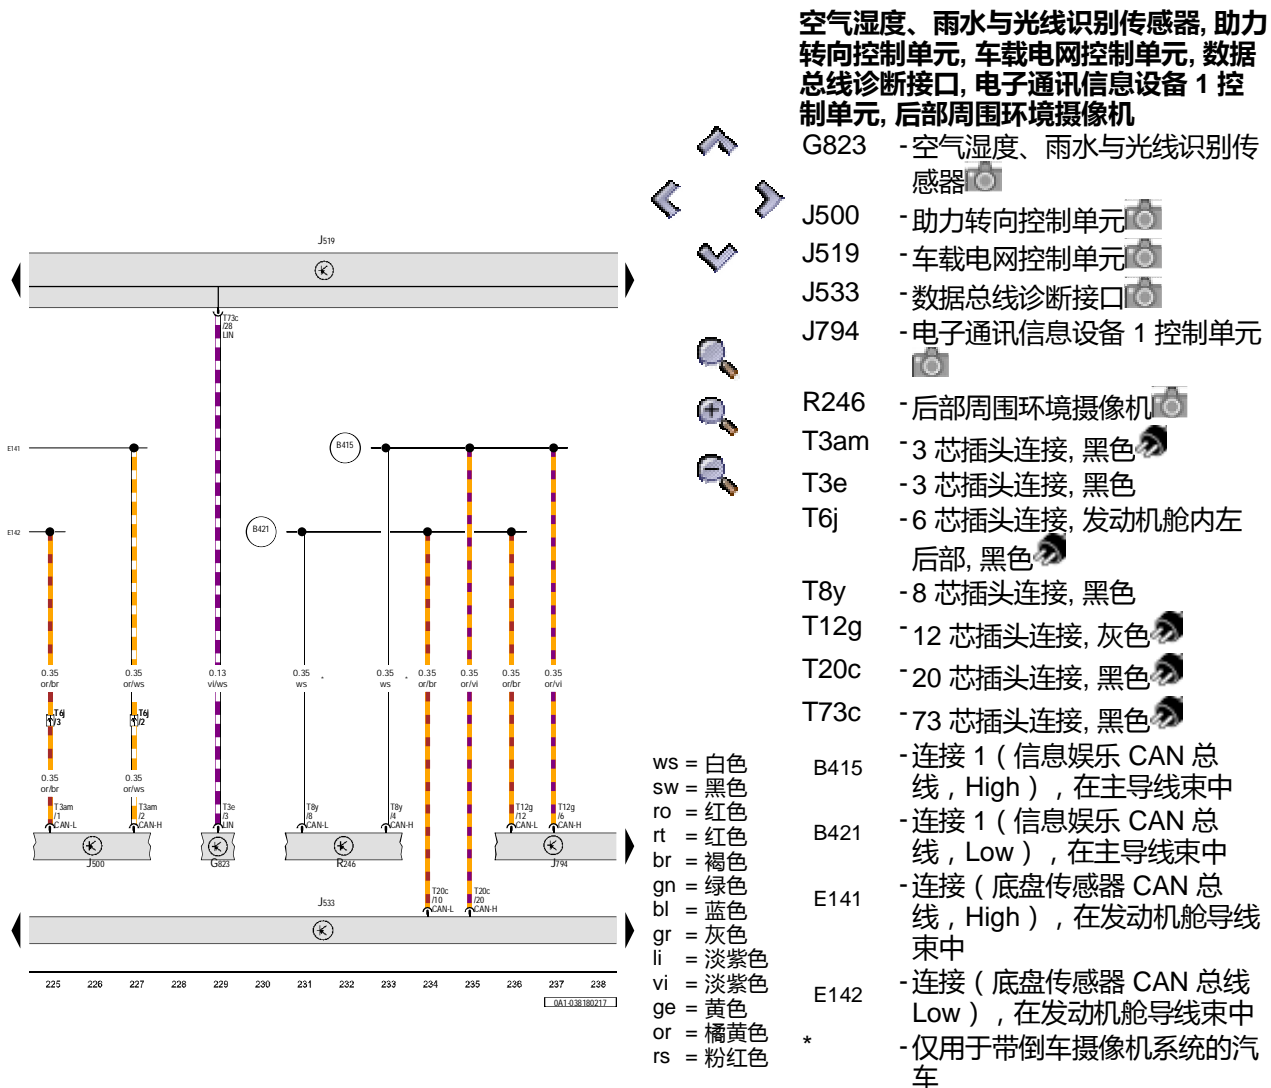 空气湿度、雨水与光线识别传感器, 助力
转向控制单元, 车载电网控制单元, 数据
总线诊断接口, 电子通讯信息设备 1 控
制单元, 后部周围环境摄像机
G823 - 空气湿度、雨水与光线识别传
感器
J500 - 助力转向控制单元
J519 - 车载电网控制单元
J533 - 数据总线诊断接口
J794 - 电子通讯信息设备 1 控制单元
R246 - 后部周围环境摄像机
T3am - 3 芯插头连接, 黑色
T3e - 3 芯插头连接, 黑色
T6j - 6 芯插头连接, 发动机舱内左
后部, 黑色
T8y - 8 芯插头连接, 黑色
T12g - 12 芯插头连接, 灰色
T20c - 20 芯插头连接, 黑色
T73c - 73 芯插头连接, 黑色
B415 - 连接 1（信息娱乐 CAN 总
线，High），在主导线束中
B421 - 连接 1（信息娱乐 CAN 总
线，Low），在主导线束中
E141 - 连接（底盘传感器 CAN 总
线，High），在发动机舱导线
束中
E142 - 连接（底盘传感器 CAN 总线
Low），在发动机舱导线束中
* - 仅用于带倒车摄像机系统的汽
车
ws = 白色
sw = 黑色
ro = 红色
rt = 红色
br = 褐色
gn = 绿色
bl = 蓝色
gr = 灰色
li = 淡紫色
vi = 淡紫色
ge = 黄色
or = 橘黄色
rs = 粉红色
J519
T73c
/28
LIN
E141
B415
E142
B421
0.35 0.35 0.13 0.35 0.35 0.35 0.35 0.35 0.35
or/br or/ws vi/ws ws * ws * or/br or/vi or/br or/vi
T6j
/3
T6j
/2
0.35 0.35
or/br or/ws
T3am
/1
CAN-L
T3am
/2
CAN-H
T3e
/3
LIN
T8y
/8
CAN-L
T8y
/4
CAN-H
T12g
/12
CAN-L
T12g
/6
CAN-H
J500 G823 R246 J794
T20c
/10
CAN-L
T20c
/20
CAN-H
J533
225 226 227 228 229 230 231 232 233 234 235 236 237 238
0A1-038180217